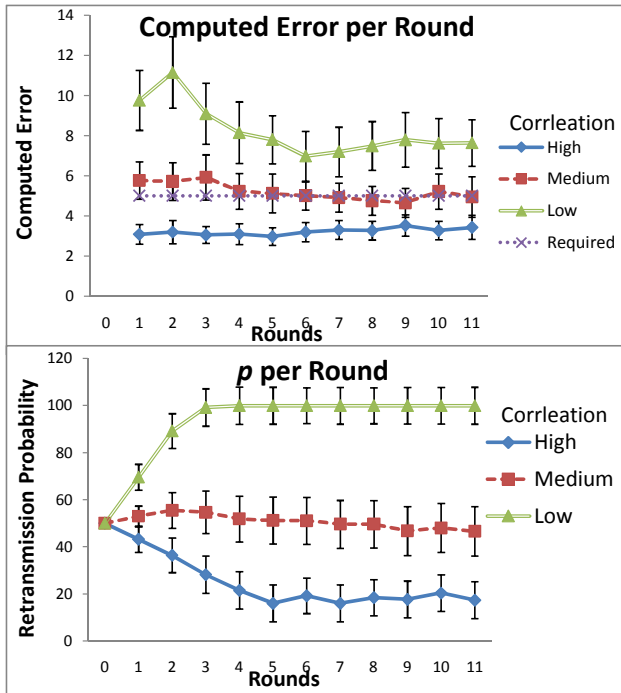 Computed Error per Round
14
12
10
8
6
4
2
0
Computed Error
0 1 2 3 4 5 6 7 8 9 10 11
Rounds
Corrleation
High
Medium
Low
Required
p per Round
120
100
80
60
40
20
0
Retransmission Probability
0 1 2 3 4 5 6 7 8 9 10 11
Rounds
Corrleation
High
Medium
Low